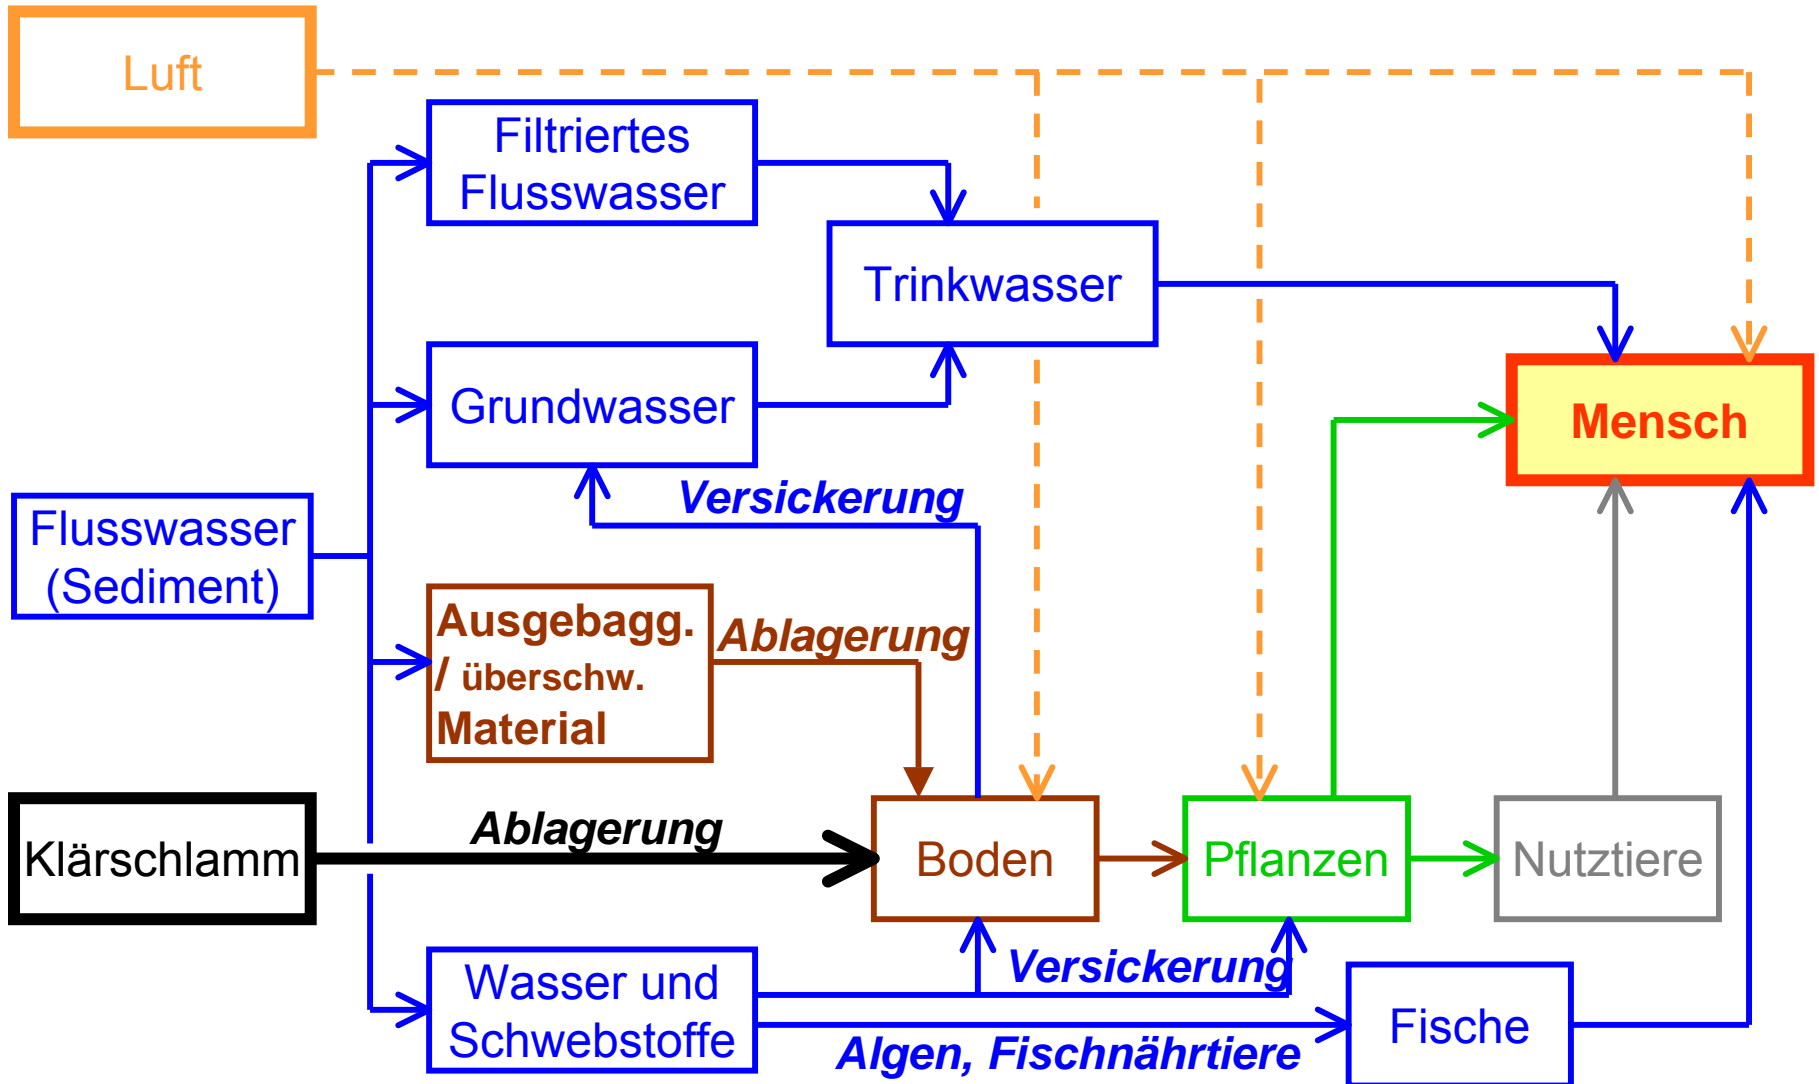 Luft
Filtriertes
Flusswasser
Trinkwasser
Grundwasser
Mensch
Versickerung
Flusswasser
(Sediment)
Ausgebagg.
/ überschw.
Material
Ablagerung
Klärschlamm
Ablagerung
Boden
Pflanzen
Nutztiere
Wasser und
Schwebstoffe
Versickerung
Algen, Fischnährtiere
Fische